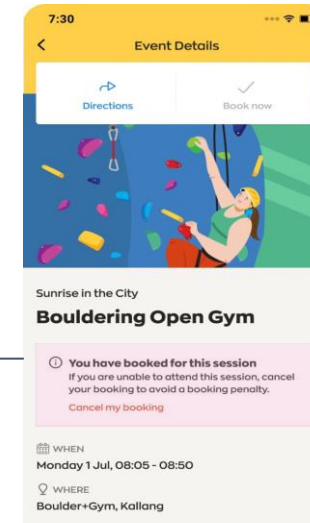 7:30
Event Details
Directions
Book now
Sunrise in the City
Bouldering Open Gym
You have booked for this session
If you are unable to attend this session, cancel
your booking to avoid a booking penalty.
Cancel my booking
WHEN
Monday 1 Jul, 08:05 - 08:50
WHERE
Boulder+Gym, Kallang